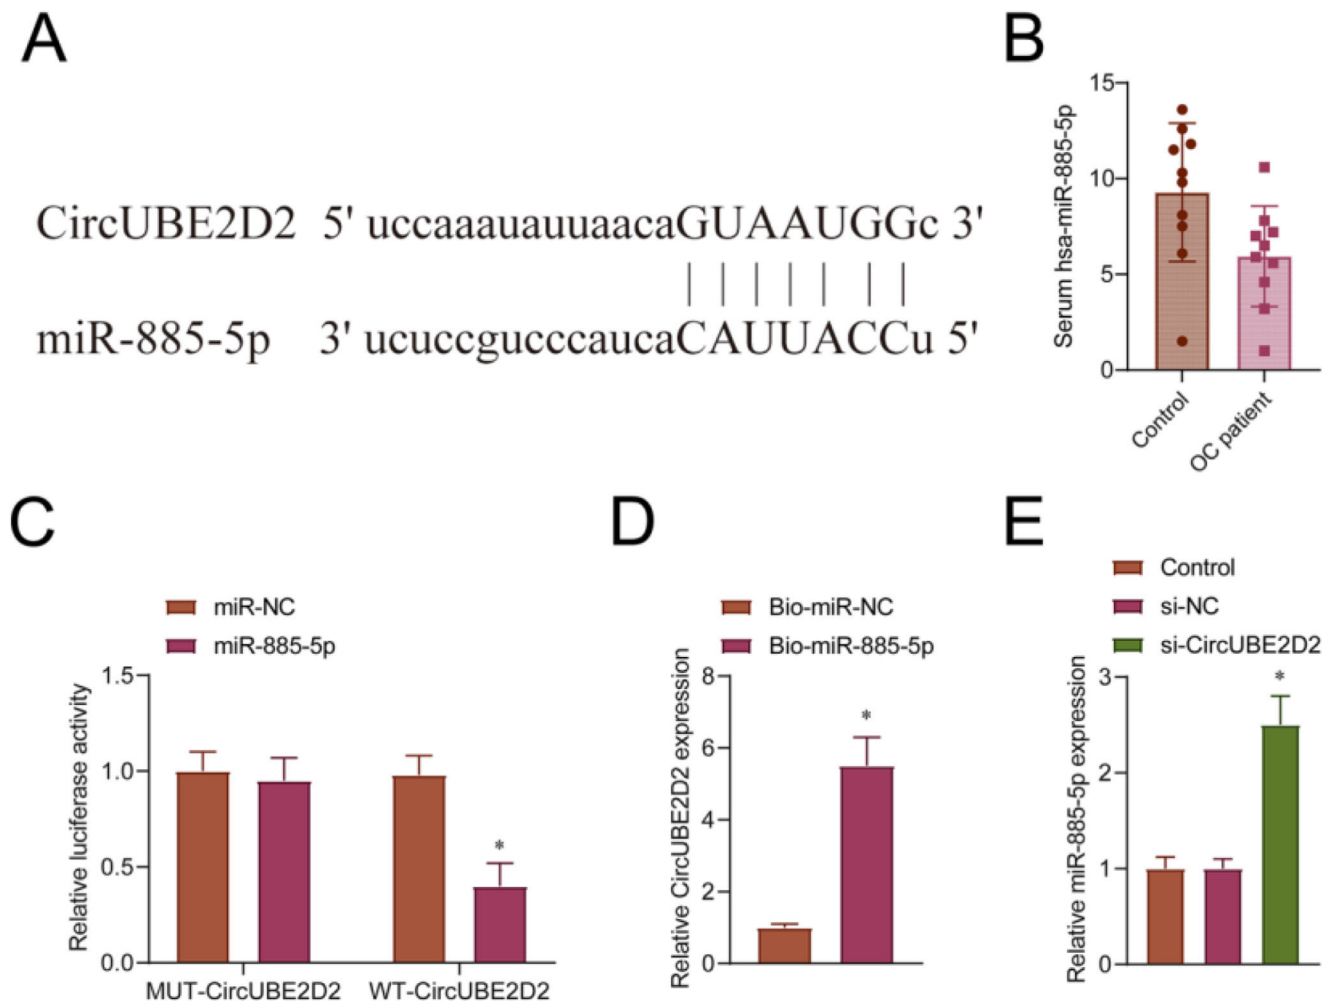 A
CircUBE2D2 5' uccaaauauuaacaGUAAUGGc 3'
miR-885-5p 3' ucuccgucccaucaCAUUACCu 5'
B
Serum hsa-miR-885-5p
15
10
5
0
Control
OC patient
C
miR-NC
miR-885-5p
Relative luciferase activity
1.5
1.0
0.5
0.0
*
MUT-CircUBE2D2
WT-CircUBE2D2
D
Bio-miR-NC
Bio-miR-885-5p
Relative CircUBE2D2 expression
8
6
4
2
0
*
E
Control
si-NC
si-CircUBE2D2
Relative miR-885-5p expression
3
2
1
0
*